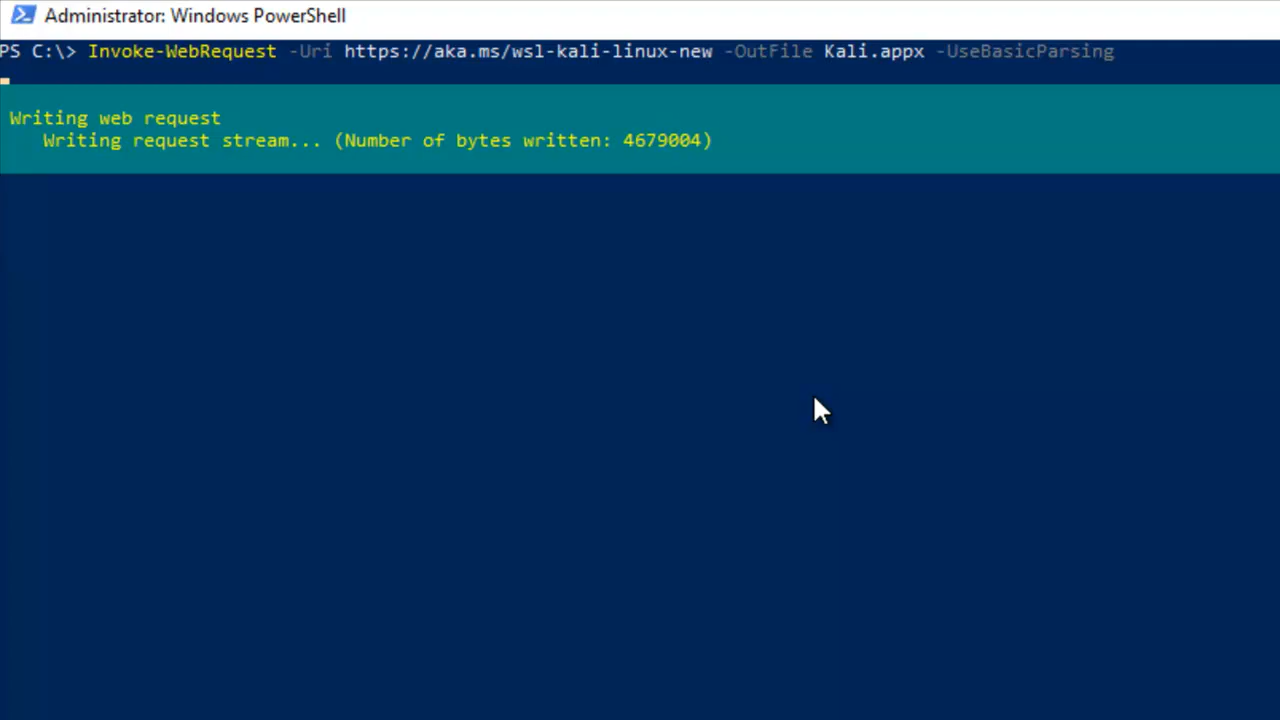 Administrator: Windows PowerShell
PS C:\> Invoke-WebRequest -Uri https://aka.ms/wsl-kali-linux-new -OutFile Kali.appx -UseBasicParsing
Writing web request
Writing request stream... (Number of bytes written: 4679004)